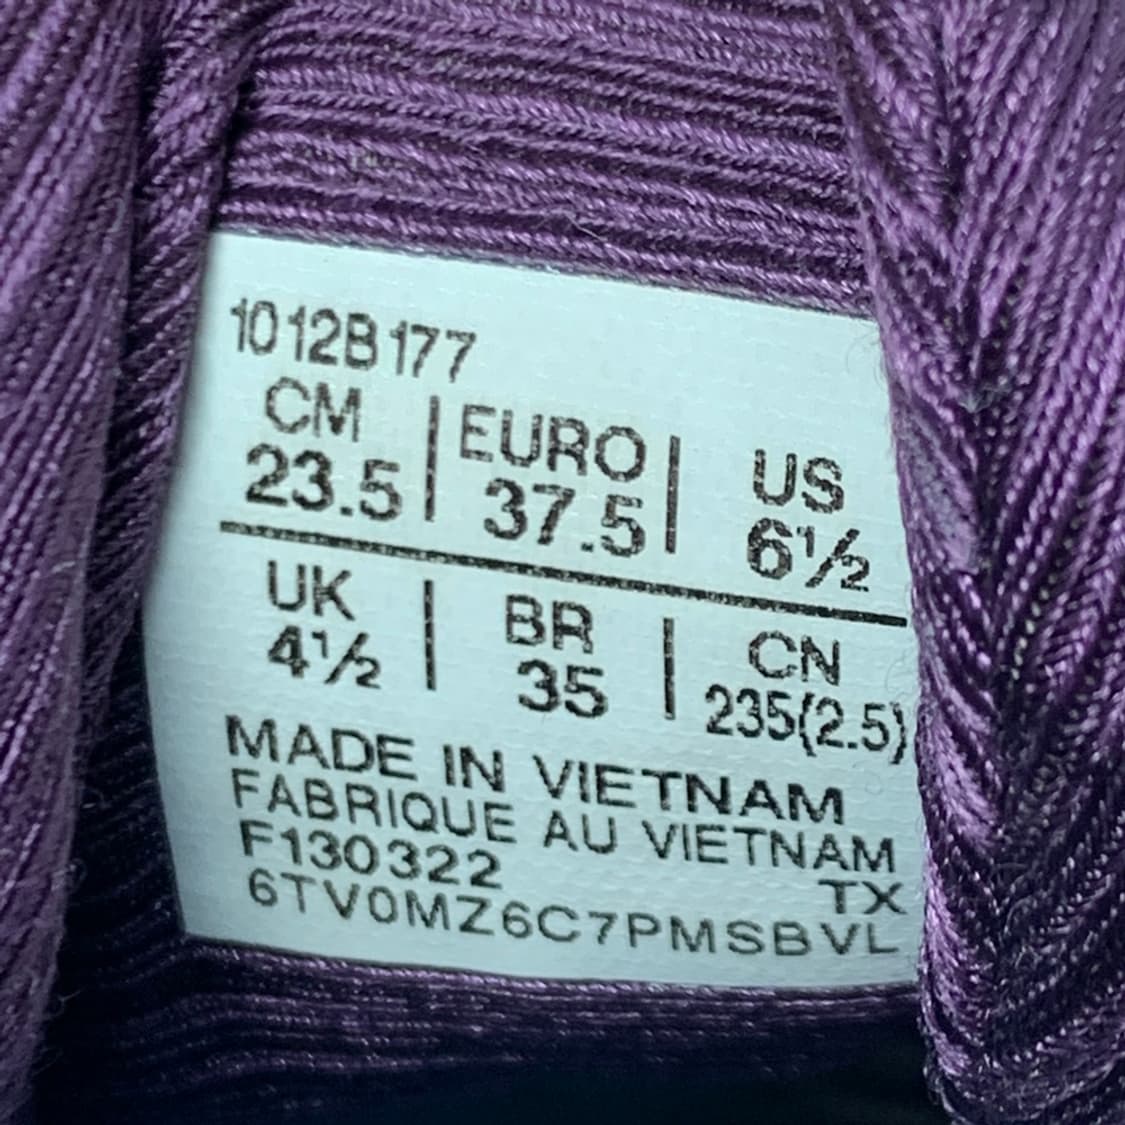 1012B177
CM | EURO | US
23.5 | 37.5 | 6½
UK | BR | CN
4½ | 35 | 235(2.5)
MADE IN VIETNAM
FABRIQUE AU VIETNAM
F130322 TX
6TV0MZ6C7PMSBVL